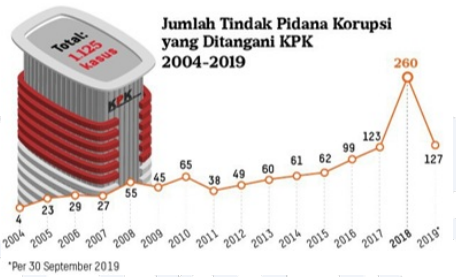 Jumlah Tindak Pidana Korupsi
yang Ditangani KPK
2004-2019
Total:
1.125
kasus
KPK
4
23
29
27
55
45
65
38
49
60
61
62
99
123
260
127
2004 2005 2006 2007 2008 2009 2010 2011 2012 2013 2014 2015 2016 2017 2018 2019*
*Per 30 September 2019